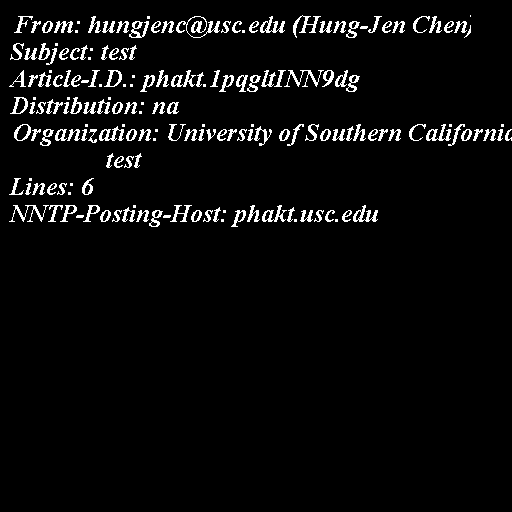 From: hungjenc@usc.edu (Hung-Jen Chen)
Subject: test
Article-I.D.: phakt.1pqgltINN9dg
Distribution: na
Organization: University of Southern California
test
Lines: 6
NNTP-Posting-Host: phakt.usc.edu